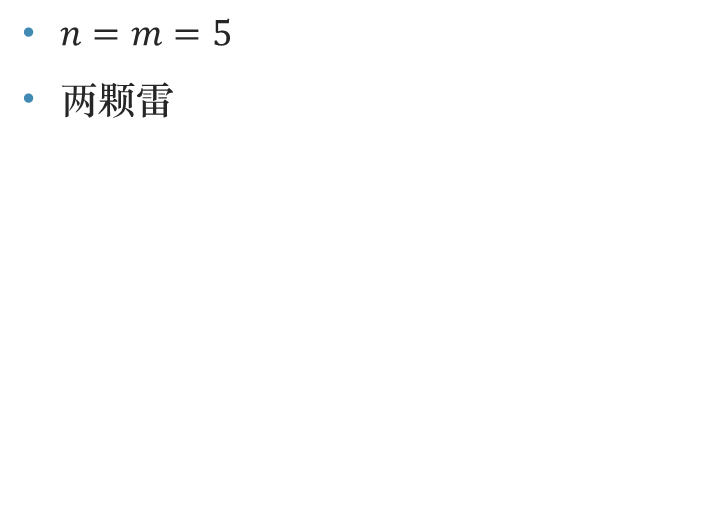 • n = m = 5
• 两颗雷